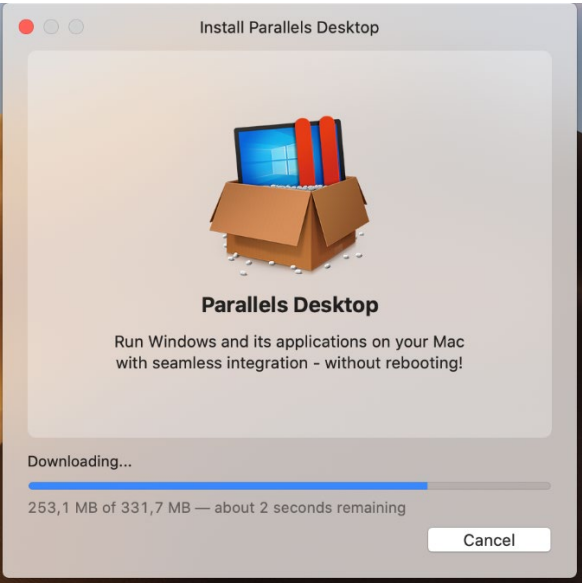 Install Parallels Desktop
Parallels Desktop
Run Windows and its applications on your Mac
with seamless integration - without rebooting!
Downloading...
253,1 MB of 331,7 MB — about 2 seconds remaining
Cancel